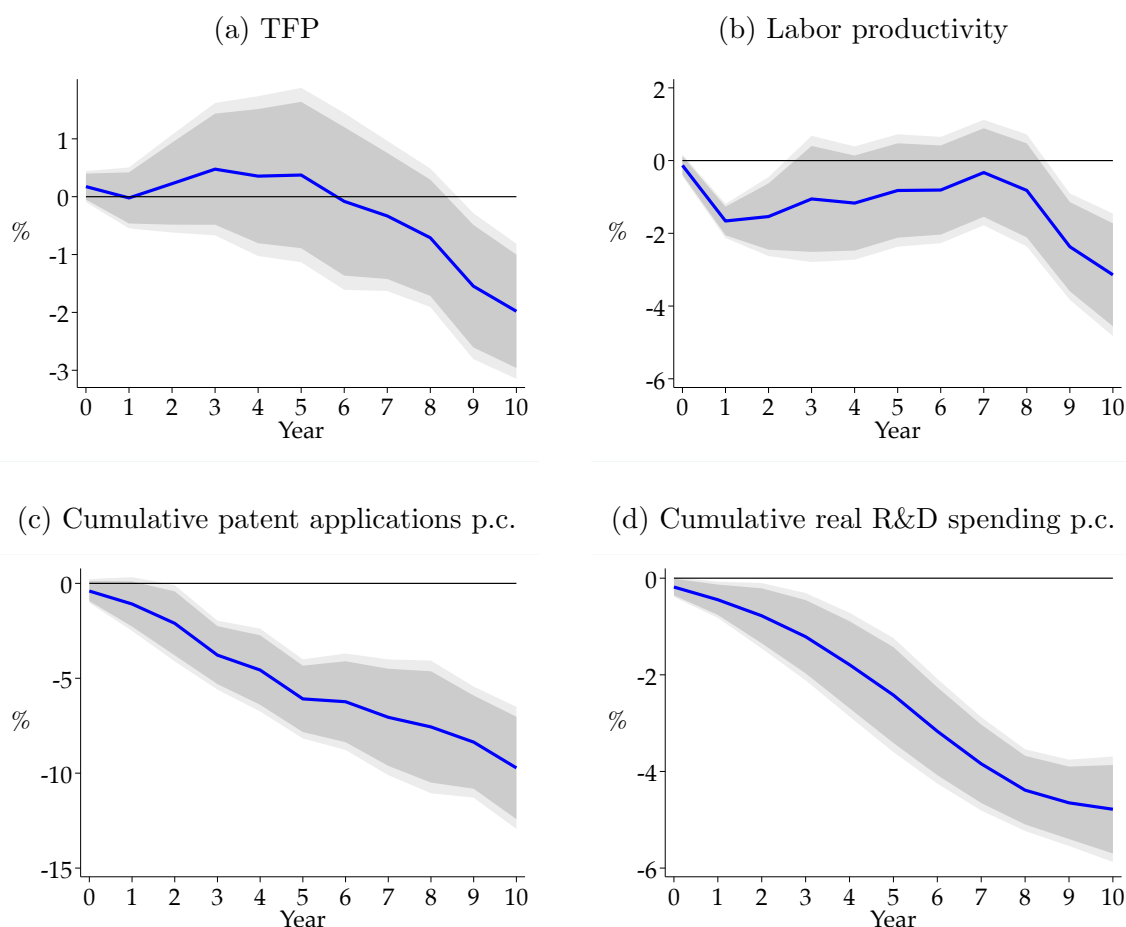 (a) TFP
(b) Labor productivity
1
0
-1
-2
-3
%
0 1 2 3 4 5 6 7 8 9 10
Year
2
0
-2
-4
-6
%
0 1 2 3 4 5 6 7 8 9 10
Year
(c) Cumulative patent applications p.c.
(d) Cumulative real R&D spending p.c.
0
-5
-10
-15
%
0 1 2 3 4 5 6 7 8 9 10
Year
0
-2
-4
-6
%
0 1 2 3 4 5 6 7 8 9 10
Year